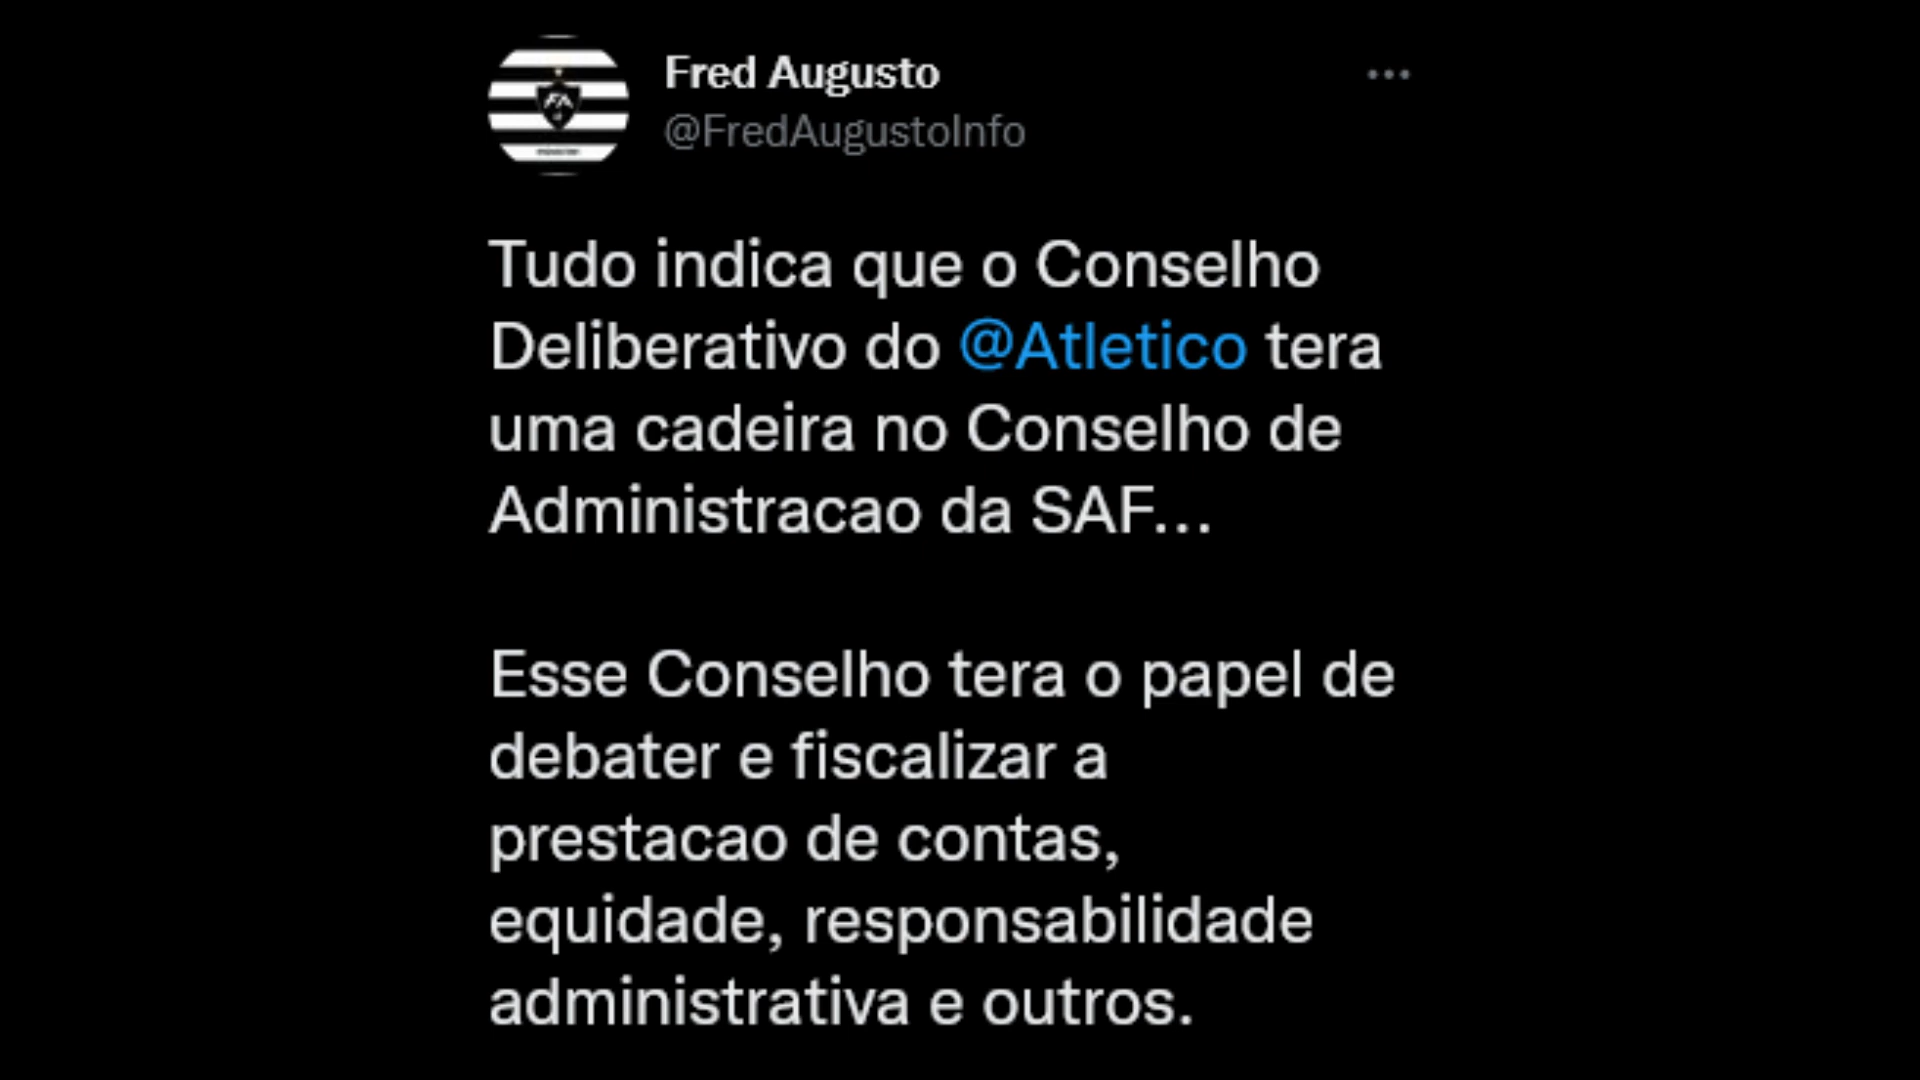 Fred Augusto
@FredAugustoInfo
Tudo indica que o Conselho
Deliberativo do @Atletico tera
uma cadeira no Conselho de
Administracao da SAF...
Esse Conselho tera o papel de
debater e fiscalizar a
prestacao de contas,
equidade, responsabilidade
administrativa e outros.